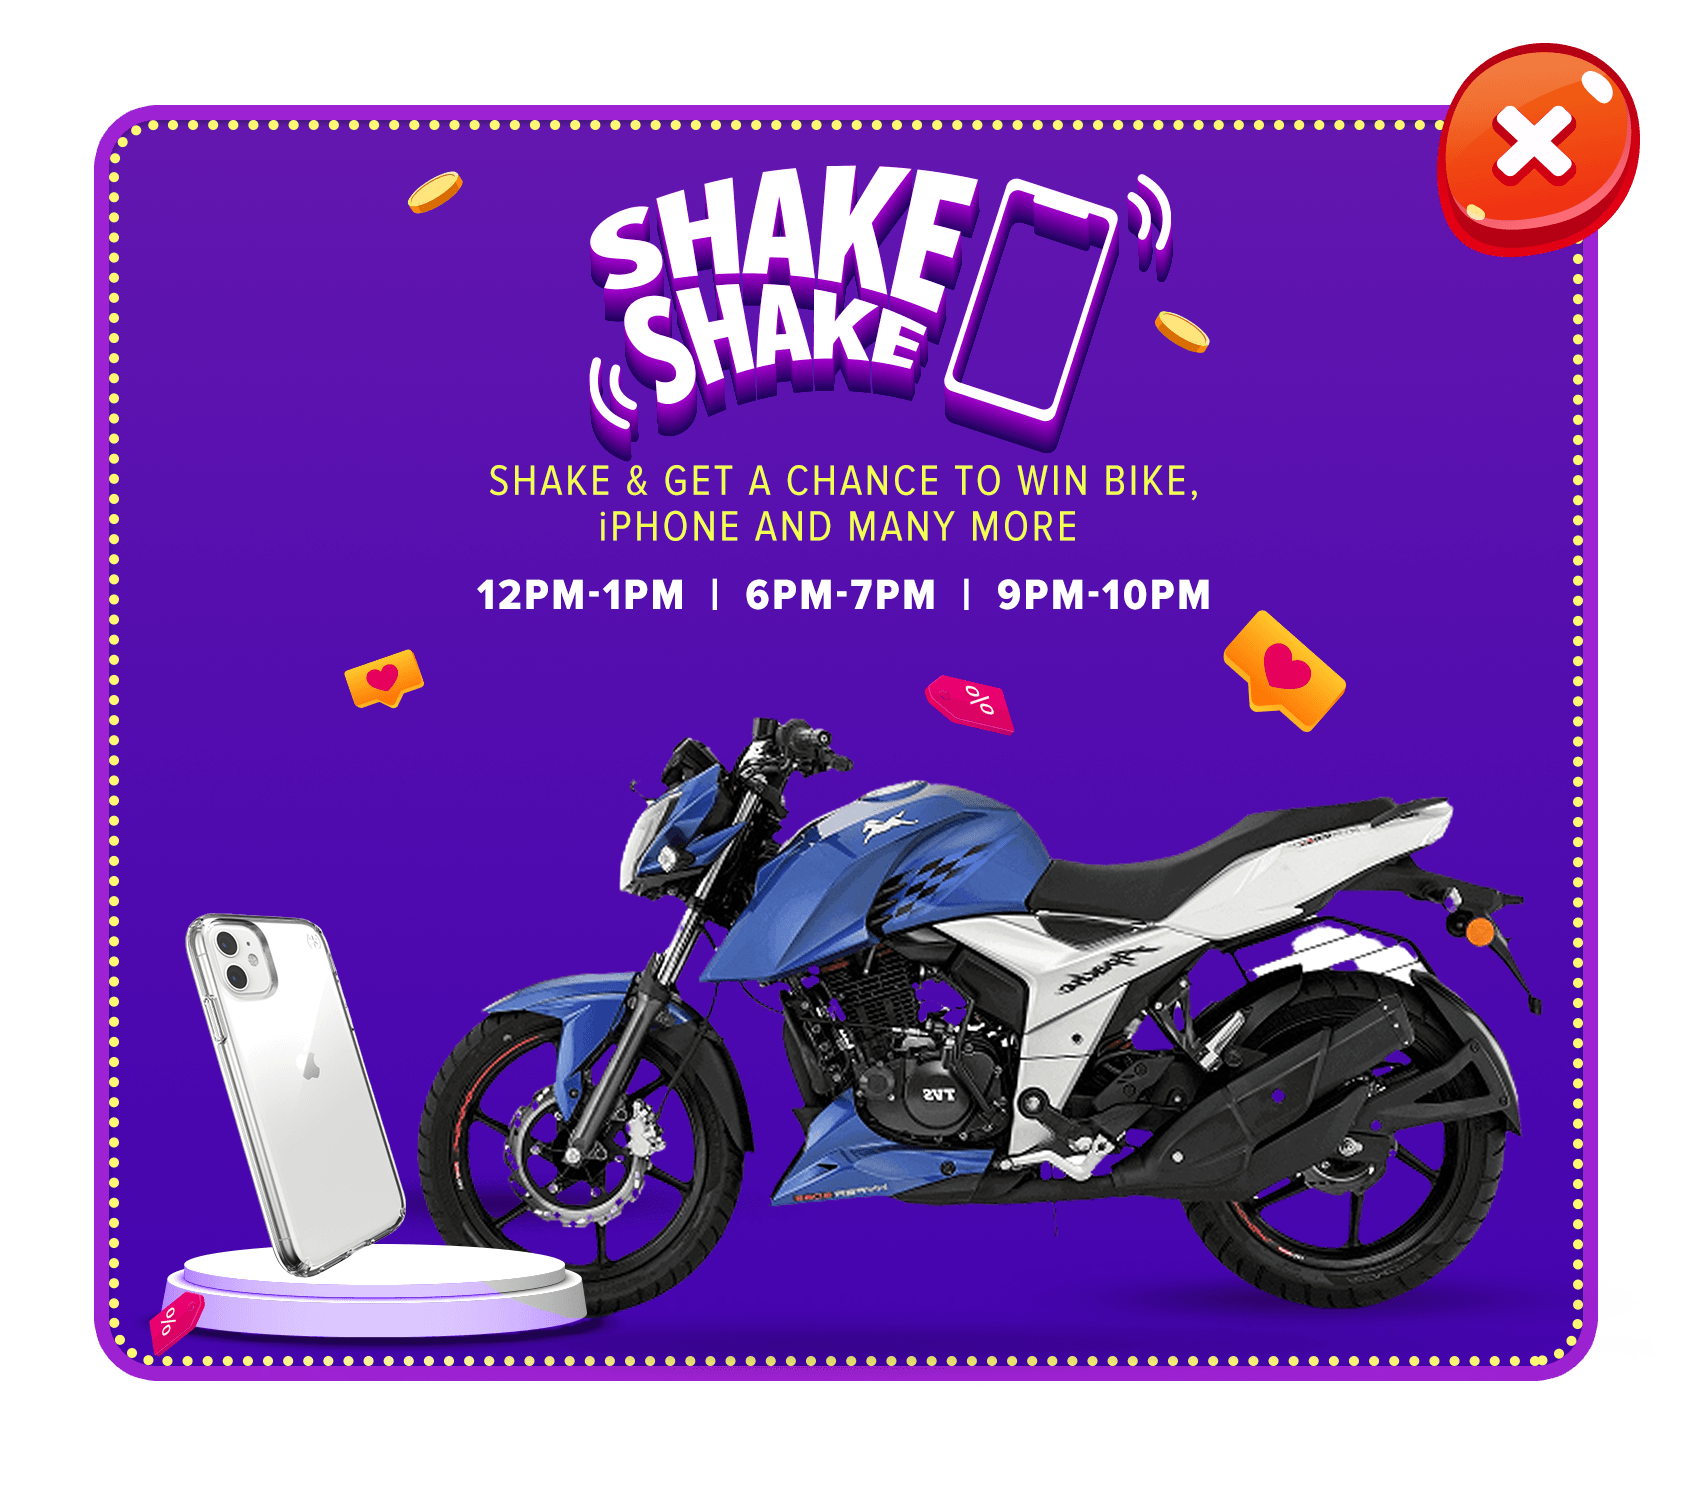 SHAKE
SHAKE
SHAKE & GET A CHANCE TO WIN BIKE,
iPHONE AND MANY MORE
12PM-1PM | 6PM-7PM | 9PM-10PM
%
Apache
TVS
%